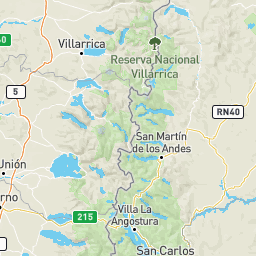 60
Villarrica
Reserva Nacional
Villarrica
5
RN40
San Martín
de los Andes
Unión
rno
215
Villa La
Angostura
San Carlos